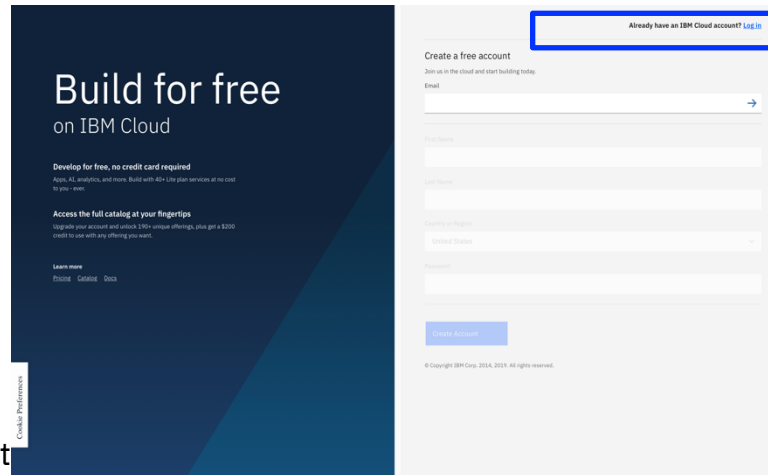 Build for free
on IBM Cloud
Develop for free, no credit card required
Apps, AI, analytics, and more. Build with 40+ Lite plan services at no cost
to you - ever.
Access the full catalog at your fingertips
Upgrade your account and unlock 190+ unique offerings, plus get a $200
credit to use with any offering you want.
Learn more
Pricing Catalog Docs
Cookie Preferences
t
Already have an IBM Cloud account? Log in
Create a free account
Join us in the cloud and start building today.
Email
First Name
Last Name
Country or Region
United States
Password
Create Account
© Copyright IBM Corp. 2014, 2019. All rights reserved.